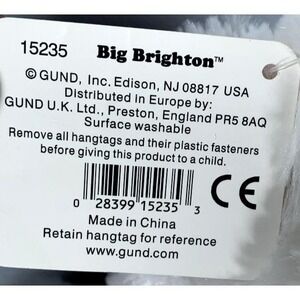 15235 Big Brighton™
© GUND, Inc. Edison, NJ 08817 USA
Distributed in Europe by:
GUND U.K. Ltd., Preston, England PR5 8AQ
Surface washable
Remove all hangtags and their plastic fasteners
before giving this product to a child.
0 28399 15235 3
CE
Made in China
Retain hangtag for reference
www.gund.com